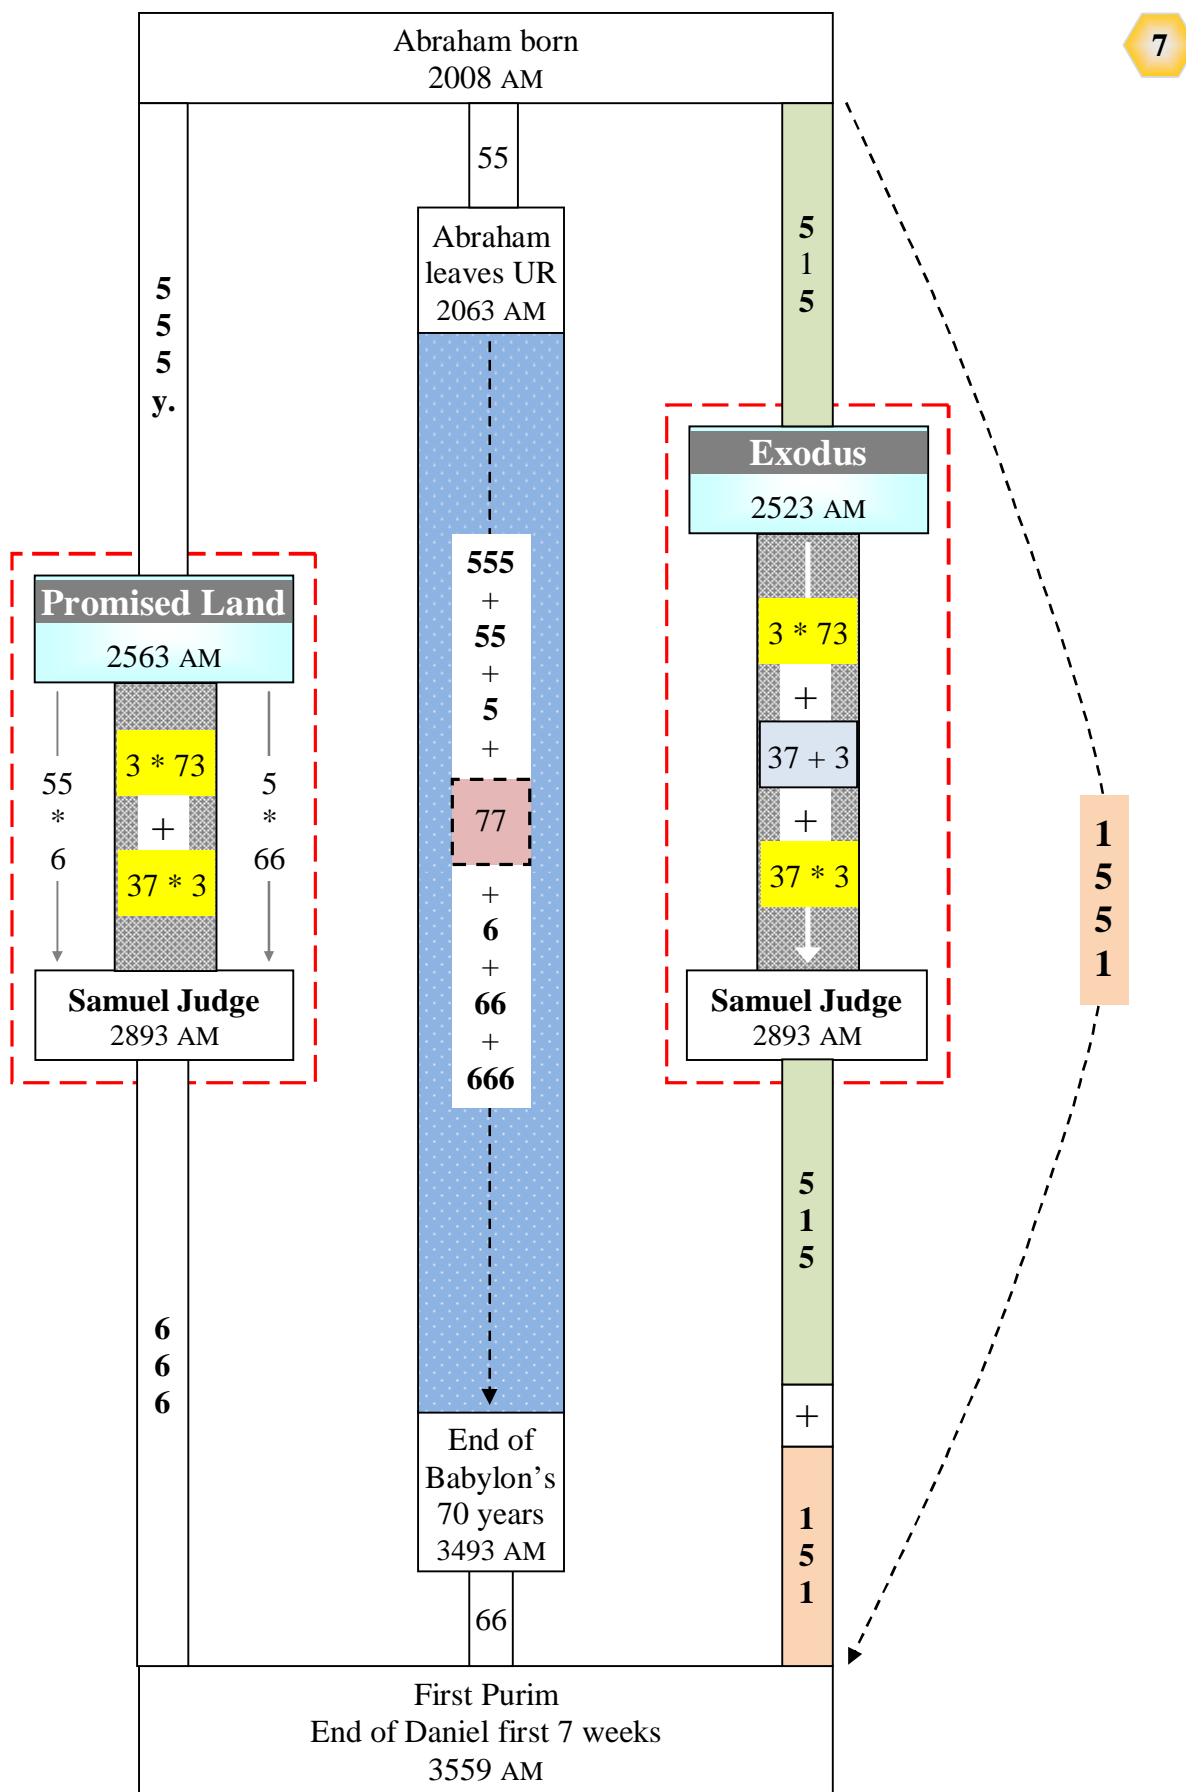 Abraham born
2008 AM
7
55
Abraham
leaves UR
2063 AM
5
5
5
y.
5
1
5
Exodus
2523 AM
Promised Land
2563 AM
55
*
6
3 * 73
+
37 * 3
5
*
66
Samuel Judge
2893 AM
555
+
55
+
5
+
77
+
6
+
66
+
666
3 * 73
+
37 + 3
+
37 * 3
Samuel Judge
2893 AM
1
5
5
1
6
6
6
5
1
5
+
1
5
1
End of
Babylon’s
70 years
3493 AM
66
First Purim
End of Daniel first 7 weeks
3559 AM